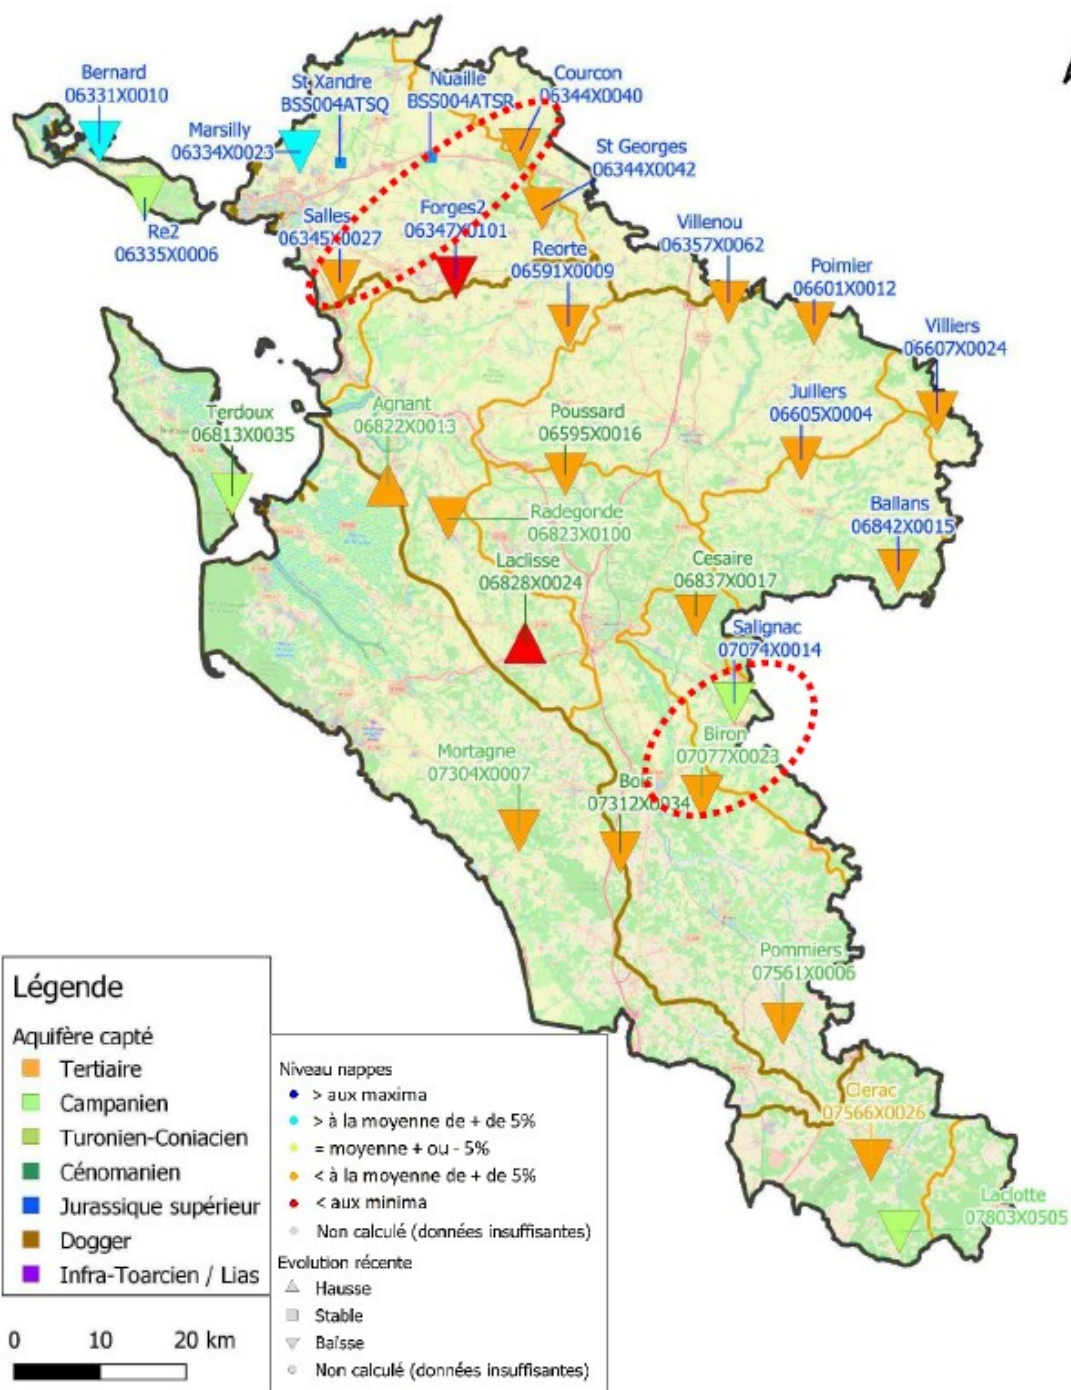 Bernard
06331X0010
St Xandre
BSS004ATSQ
Nuaille
BSS004ATSR
Courcon
06344X0040
Marsilly
06334X0023
St Georges
06344X0042
Re2
06335X0006
Salles
06345X0027
Forges2
06347X0101
Reorte
06591X0009
Villenou
06357X0062
Poimier
06601X0012
Villiers
06607X0024
Terdoux
06813X0035
Agnant
06822X0013
Poussard
06595X0016
Juillers
06605X0004
Radegonde
06823X0100
Ballans
06842X0015
Laclisse
06828X0024
Cesaire
06837X0017
Salignac
07074X0014
Biron
07077X0023
Mortagne
07304X0007
Bois
07312X0034
Pommiers
07561X0006
Clerac
07566X0026
Laclotte
07803X0505
Légende
Aquifère capté
Tertiaire
Campanien
Turonien-Coniacien
Cénomanien
Jurassique supérieur
Dogger
Infra-Toarcien / Lias
0 10 20 km
Niveau nappes
> aux maxima
> à la moyenne de + de 5%
= moyenne + ou - 5%
< à la moyenne de + de 5%
< aux minima
Non calculé (données insuffisantes)
Evolution récente
Hausse
Stable
Baisse
Non calculé (données insuffisantes)